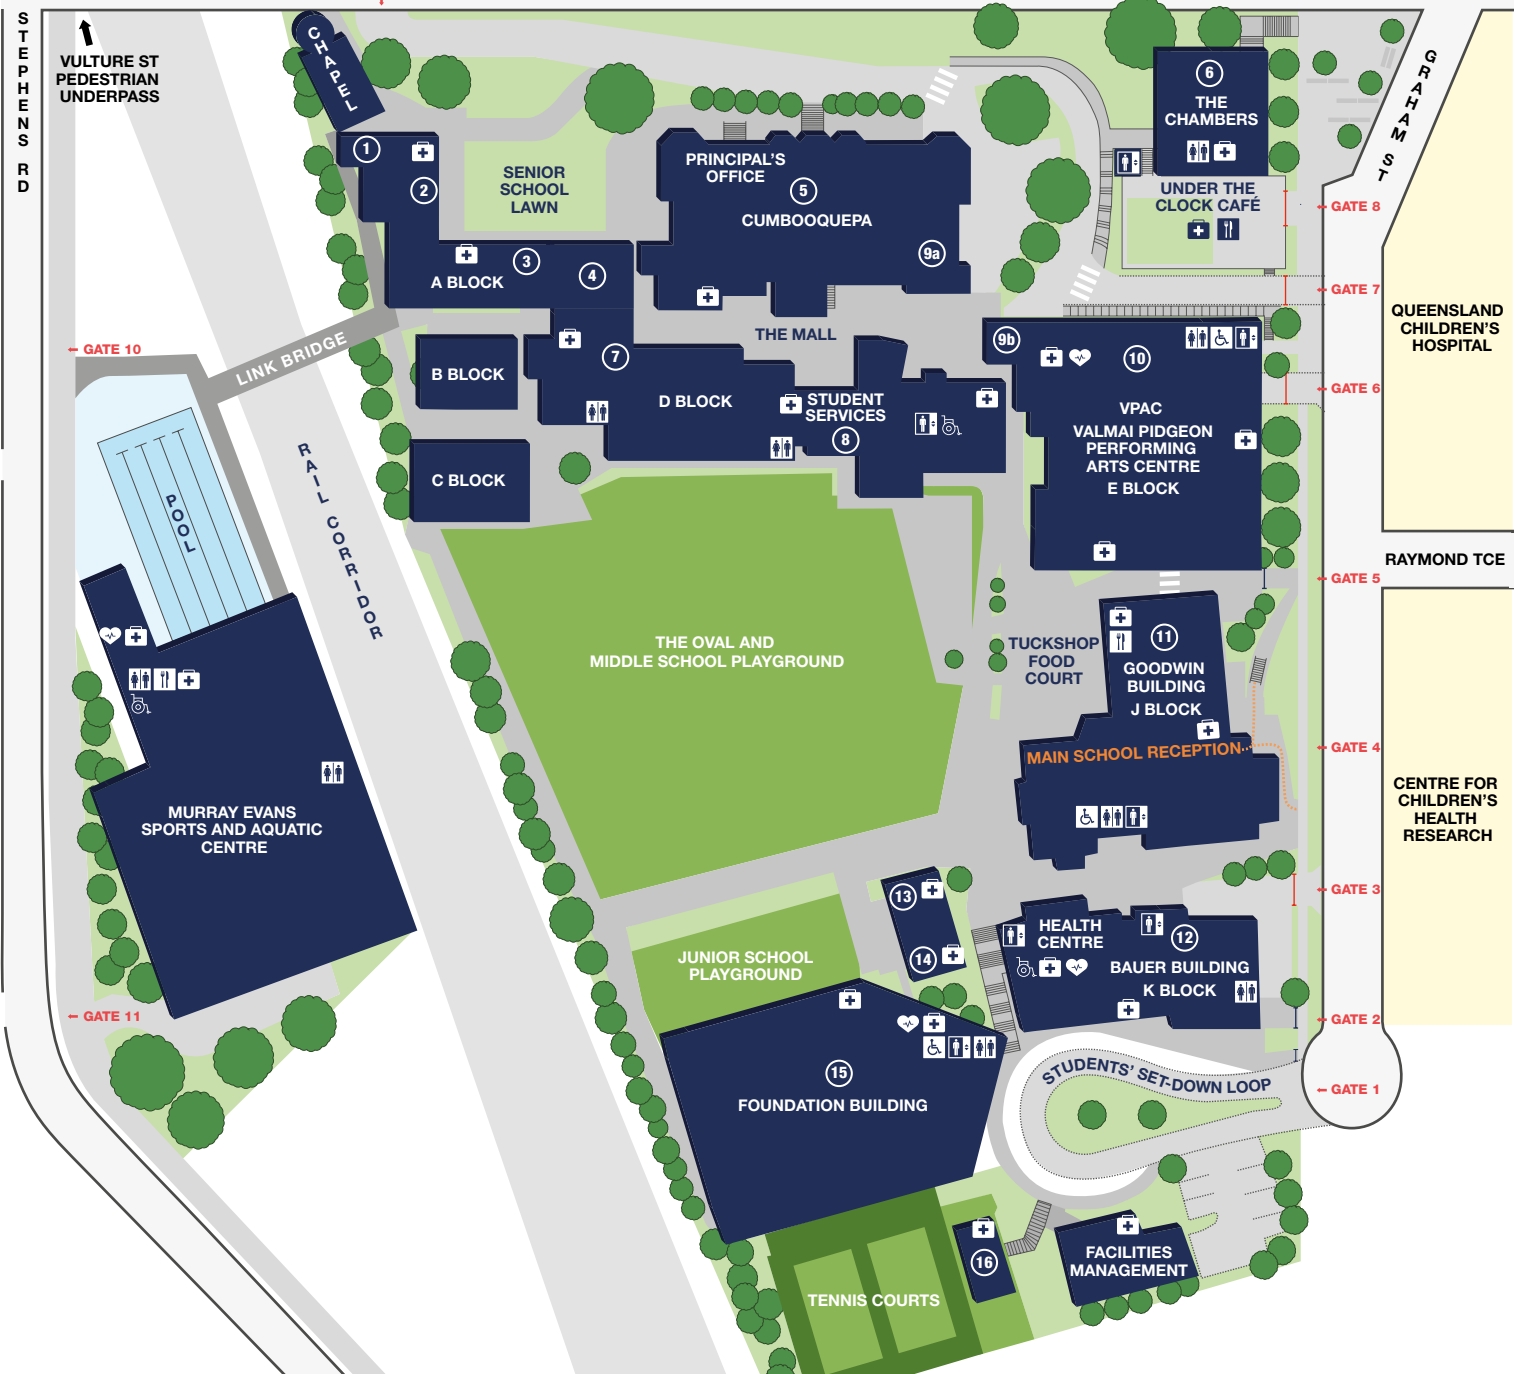 STEPHENS RD
VULTURE ST
PEDESTRIAN
UNDERPASS
CHAPEL
GRAHAM ST
6
THE
CHAMBERS
1
2
SENIOR
SCHOOL
LAWN
PRINCIPAL'S
OFFICE
5
CUMBOOQUEPA
9a
UNDER THE
CLOCK CAFÉ
GATE 8
3
A BLOCK
4
GATE 7
THE MALL
QUEENSLAND
CHILDREN'S
HOSPITAL
GATE 10
LINK BRIDGE
B BLOCK
7
D BLOCK
STUDENT
SERVICES
8
9b
10
VPAC
VALMAI PIDGEON
PERFORMING
ARTS CENTRE
E BLOCK
GATE 6
C BLOCK
POOL
RAIL CORRIDOR
RAYMOND TCE
GATE 5
THE OVAL AND
MIDDLE SCHOOL PLAYGROUND
TUCKSHOP
FOOD
COURT
11
GOODWIN
BUILDING
J BLOCK
MAIN SCHOOL RECEPTION
GATE 4
CENTRE FOR
CHILDREN'S
HEALTH
RESEARCH
MURRAY EVANS
SPORTS AND AQUATIC
CENTRE
13
14
GATE 3
HEALTH
CENTRE
12
BAUER BUILDING
K BLOCK
JUNIOR SCHOOL
PLAYGROUND
GATE 11
GATE 2
15
FOUNDATION BUILDING
STUDENTS' SET-DOWN LOOP
GATE 1
16
FACILITIES
MANAGEMENT
TENNIS COURTS